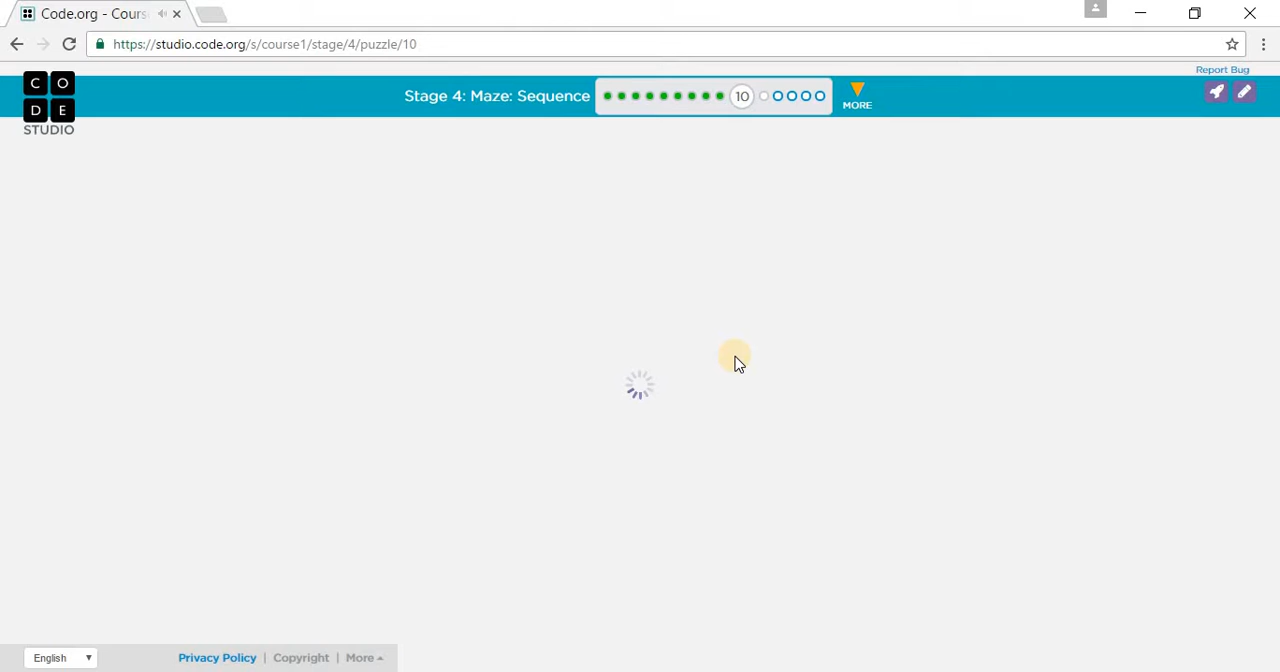 Code.org - Cours
https://studio.code.org/s/course1/stage/4/puzzle/10
Report Bug
C O
D E
STUDIO
Stage 4: Maze: Sequence
10
MORE
English
Privacy Policy | Copyright | More